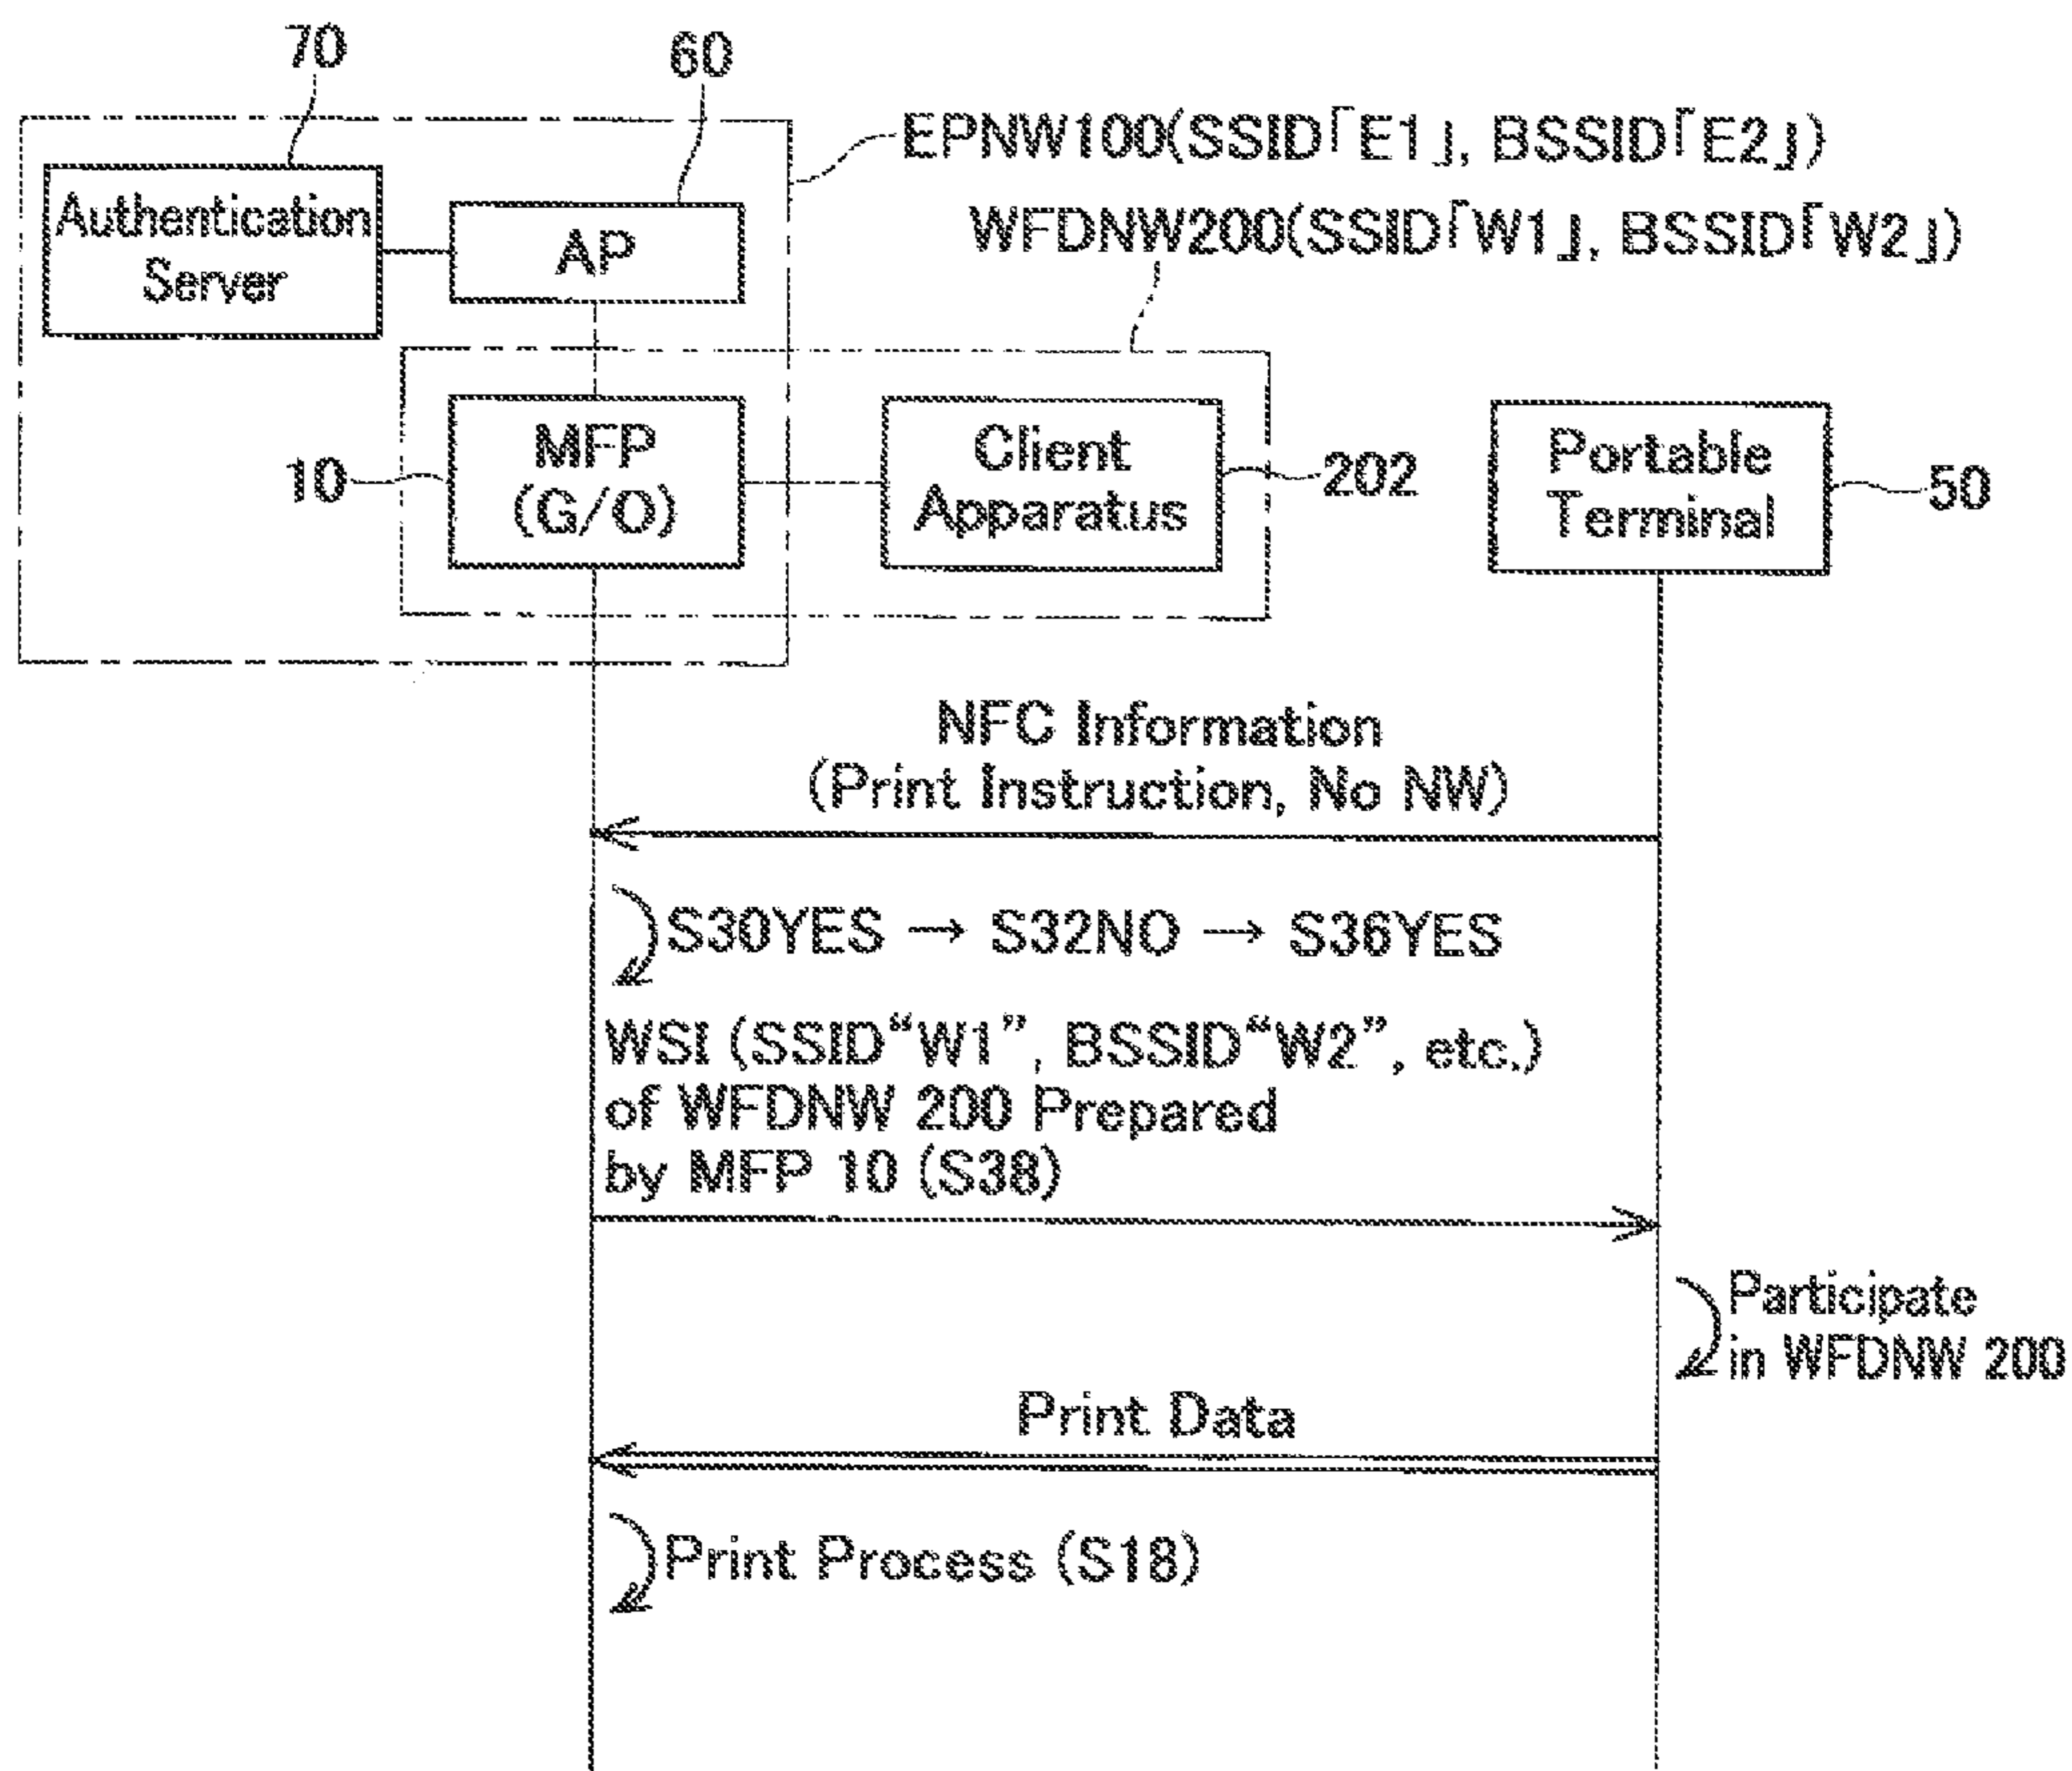 70
60
EPNW100(SSID「E1」, BSSID「E2」)
WFDNW200(SSID「W1」, BSSID「W2」)
Authentication
Server
AP
MFP
(G/O)
10
Client
Apparatus
202
Portable
Terminal
50
NFC Information
(Print Instruction, No NW)
S30YES → S32NO → S36YES
WSI (SSID“W1”, BSSID“W2”, etc.)
of WFDNW 200 Prepared
by MFP 10 (S38)
Participate
in WFDNW 200
Print Data
Print Process (S18)